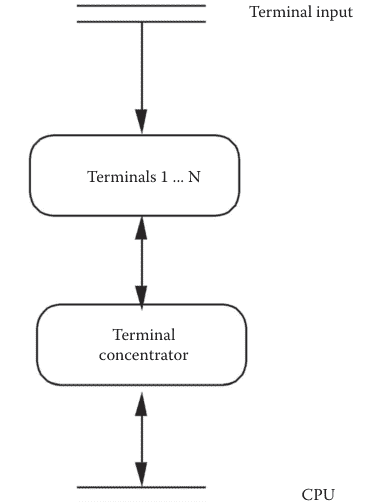 Terminal input
Terminals 1 ... N
Terminal
concentrator
CPU